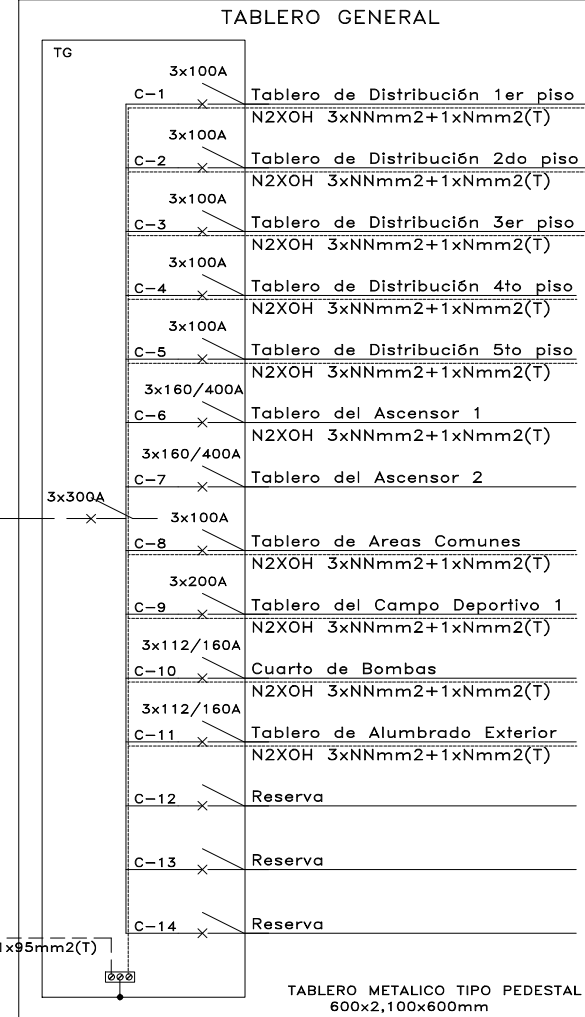 TABLERO GENERAL
TG
3x100A
C-1 Tablero de Distribución 1er piso
N2XOH 3xNNmm2+1xNmm2(T)
3x100A
C-2 Tablero de Distribución 2do piso
N2XOH 3xNNmm2+1xNmm2(T)
3x100A
C-3 Tablero de Distribución 3er piso
N2XOH 3xNNmm2+1xNmm2(T)
3x100A
C-4 Tablero de Distribución 4to piso
N2XOH 3xNNmm2+1xNmm2(T)
3x100A
C-5 Tablero de Distribución 5to piso
N2XOH 3xNNmm2+1xNmm2(T)
3x160/400A
C-6 Tablero del Ascensor 1
N2XOH 3xNNmm2+1xNmm2(T)
3x160/400A
C-7 Tablero del Ascensor 2
3x300A
3x100A
C-8 Tablero de Areas Comunes
N2XOH 3xNNmm2+1xNmm2(T)
3x200A
C-9 Tablero del Campo Deportivo 1
N2XOH 3xNNmm2+1xNmm2(T)
3x112/160A
C-10 Cuarto de Bombas
N2XOH 3xNNmm2+1xNmm2(T)
3x112/160A
C-11 Tablero de Alumbrado Exterior
N2XOH 3xNNmm2+1xNmm2(T)
C-12 Reserva
C-13 Reserva
C-14 Reserva
1x95mm2(T)
TABLERO METALICO TIPO PEDESTAL
600x2,100x600mm